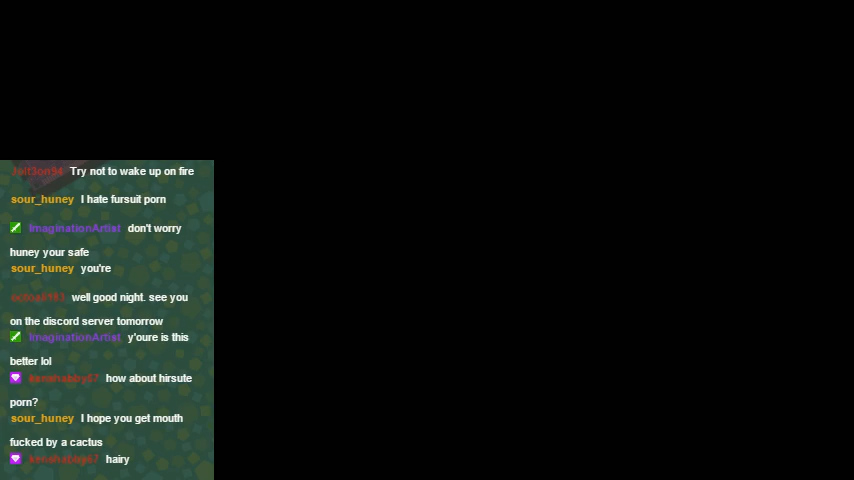 Jolt3on94 Try not to wake up on fire
sour_huney I hate fursuit porn
ImaginationArtist don't worry
huney your safe
sour_huney you're
well good night. see you
on the discord server tomorrow
ImaginationArtist y'oure is this
better lol
how about hirsute
porn?
sour_huney I hope you get mouth
fucked by a cactus
hairy